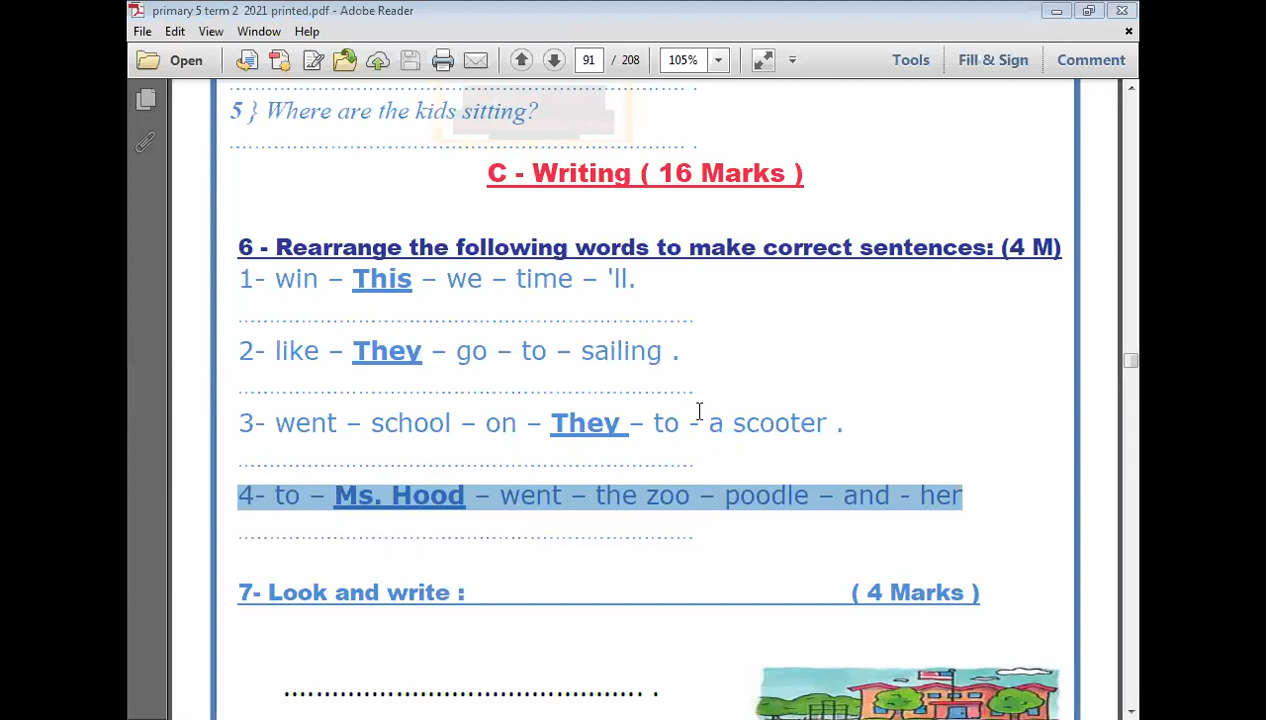 primary 5 term 2 2021 printed.pdf - Adobe Reader
File Edit View Window Help
Open 91 / 208 105% Tools Fill & Sign Comment
5 } Where are the kids sitting?
C - Writing ( 16 Marks )
6 - Rearrange the following words to make correct sentences: (4 M)
1- win – This – we – time – 'll.
2- like – They – go – to – sailing .
3- went – school – on – They – to - a scooter .
4- to – Ms. Hood – went – the zoo – poodle – and - her
7- Look and write : ( 4 Marks )